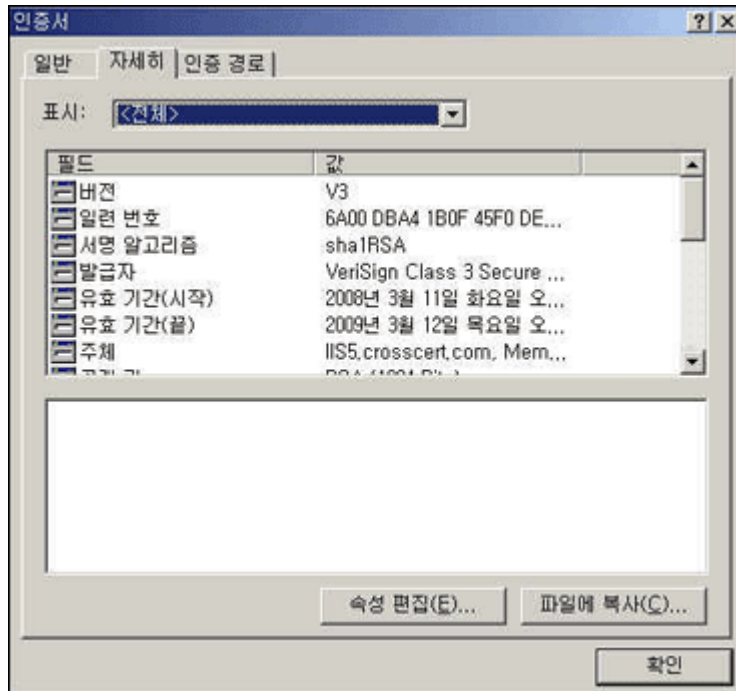 인증서
일반 자세히 인증 경로
표시: <전체>
필드 값
버전 V3
일련 번호 6A00 DBA4 1B0F 45F0 DE...
서명 알고리즘 sha1RSA
발급자 VeriSign Class 3 Secure ...
유효 기간(시작) 2008년 3월 11일 화요일 오...
유효 기간(끝) 2009년 3월 12일 목요일 오...
주체 IIS5.crosscert.com, Mem...
속성 편집(E)... 파일에 복사(C)...
확인